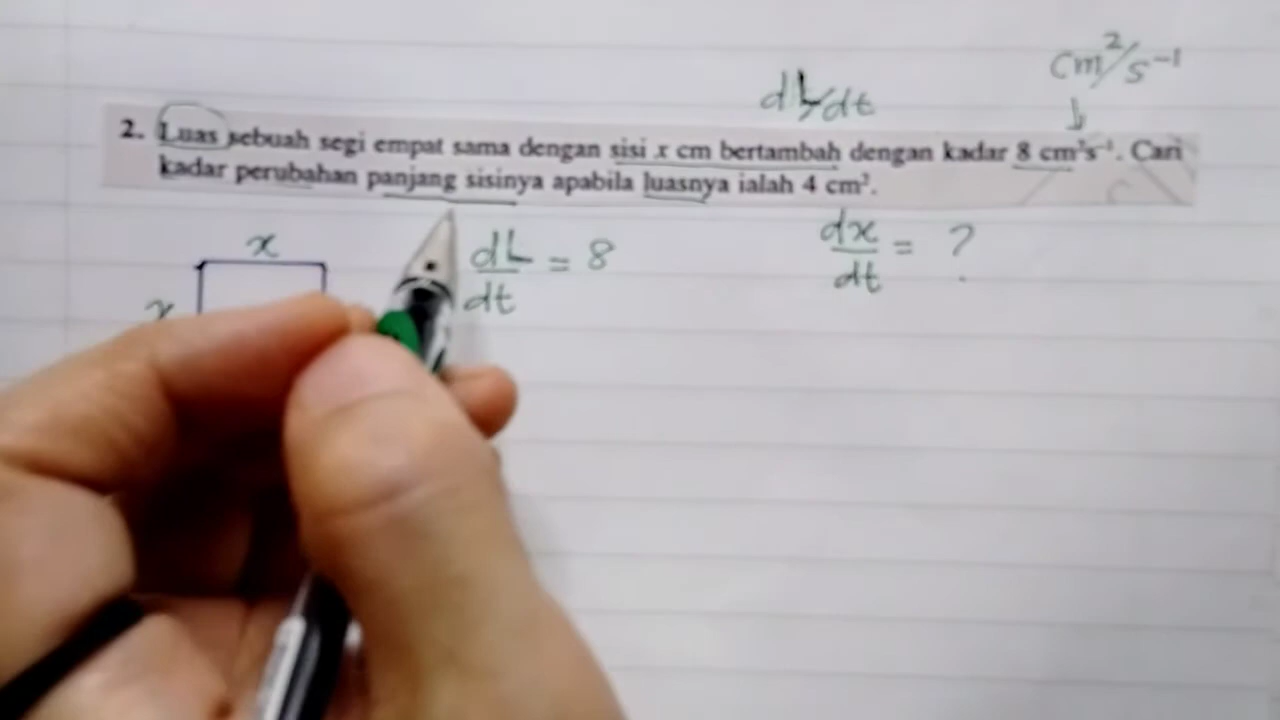 cm²/s⁻¹
dL/dt
2. Luas sebuah segi empat sama dengan sisi x cm bertambah dengan kadar 8 cm²s⁻¹. Cari
kadar perubahan panjang sisinya apabila luasnya ialah 4 cm².
x
dL/dt = 8
dx/dt = ?
x